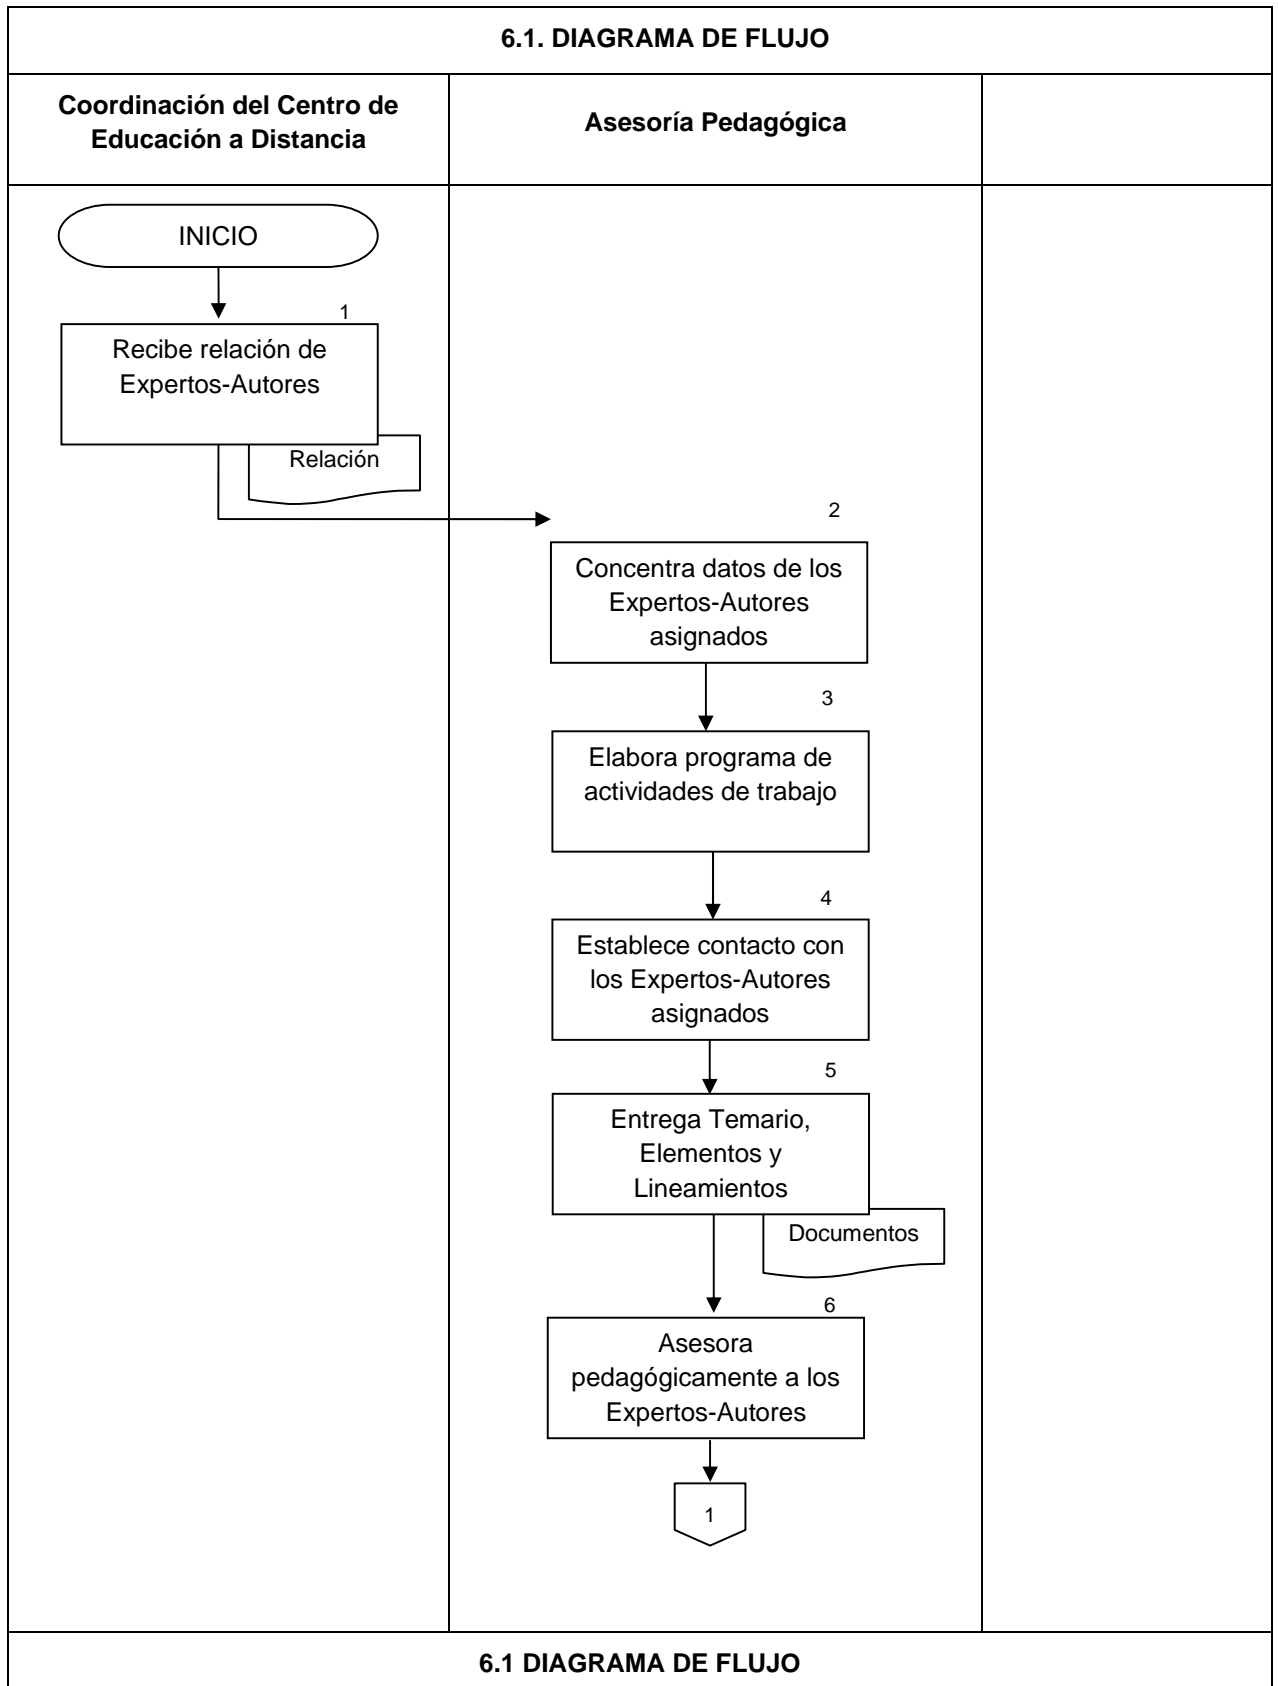 6.1. DIAGRAMA DE FLUJO
Coordinación del Centro de
Educación a Distancia
Asesoría Pedagógica
INICIO
1
Recibe relación de
Expertos-Autores
Relación
2
Concentra datos de los
Expertos-Autores
asignados
3
Elabora programa de
actividades de trabajo
4
Establece contacto con
los Expertos-Autores
asignados
5
Entrega Temario,
Elementos y
Lineamientos
Documentos
6
Asesora
pedagógicamente a los
Expertos-Autores
1
6.1 DIAGRAMA DE FLUJO